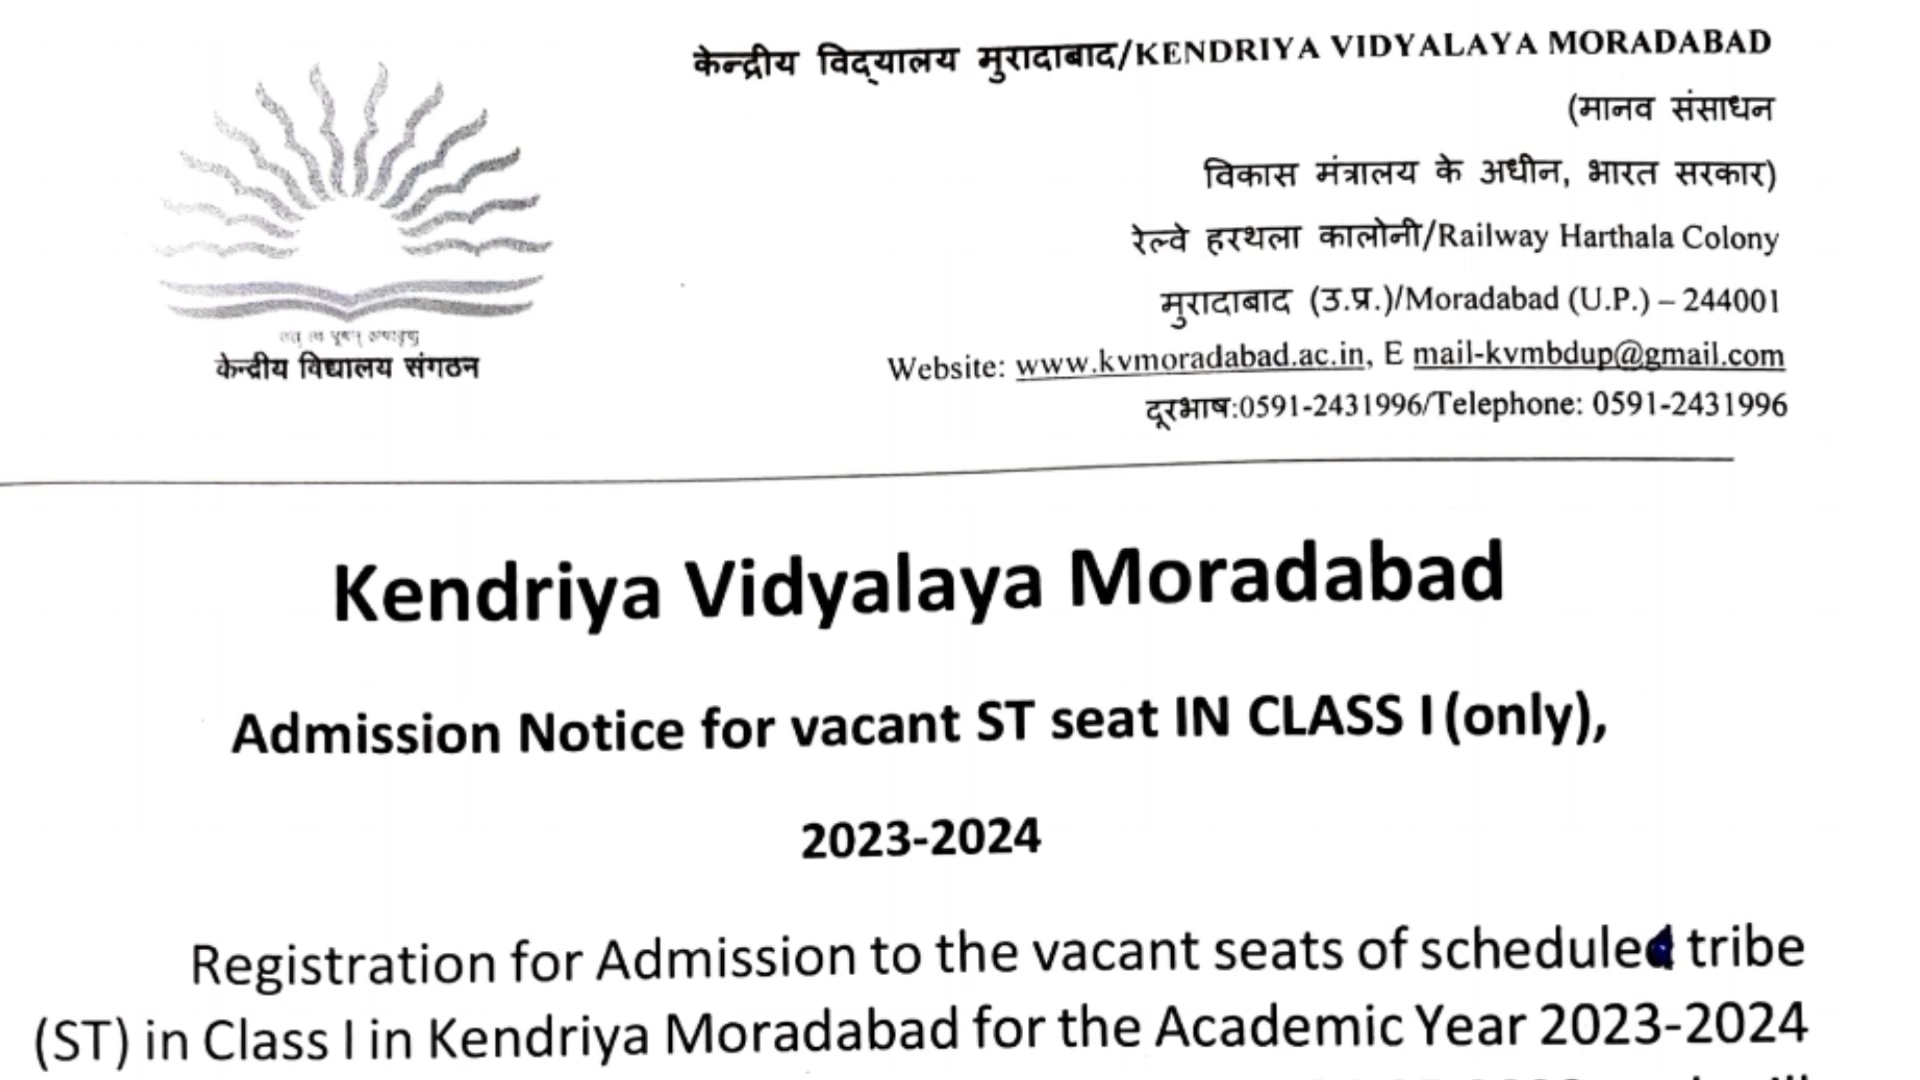 केन्द्रीय विद्यालय मुरादाबाद/KENDRIYA VIDYALAYA MORADABAD
(मानव संसाधन
विकास मंत्रालय के अधीन, भारत सरकार)
रेल्वे हरथला कालोनी/Railway Harthala Colony
मुरादाबाद (उ.प्र.)/Moradabad (U.P.) – 244001
Website: www.kvmoradabad.ac.in, E mail-kvmbdup@gmail.com
दूरभाष:0591-2431996/Telephone: 0591-2431996
केन्द्रीय विद्यालय संगठन
Kendriya Vidyalaya Moradabad
Admission Notice for vacant ST seat IN CLASS I (only),
2023-2024
Registration for Admission to the vacant seats of scheduled tribe
(ST) in Class I in Kendriya Moradabad for the Academic Year 2023-2024